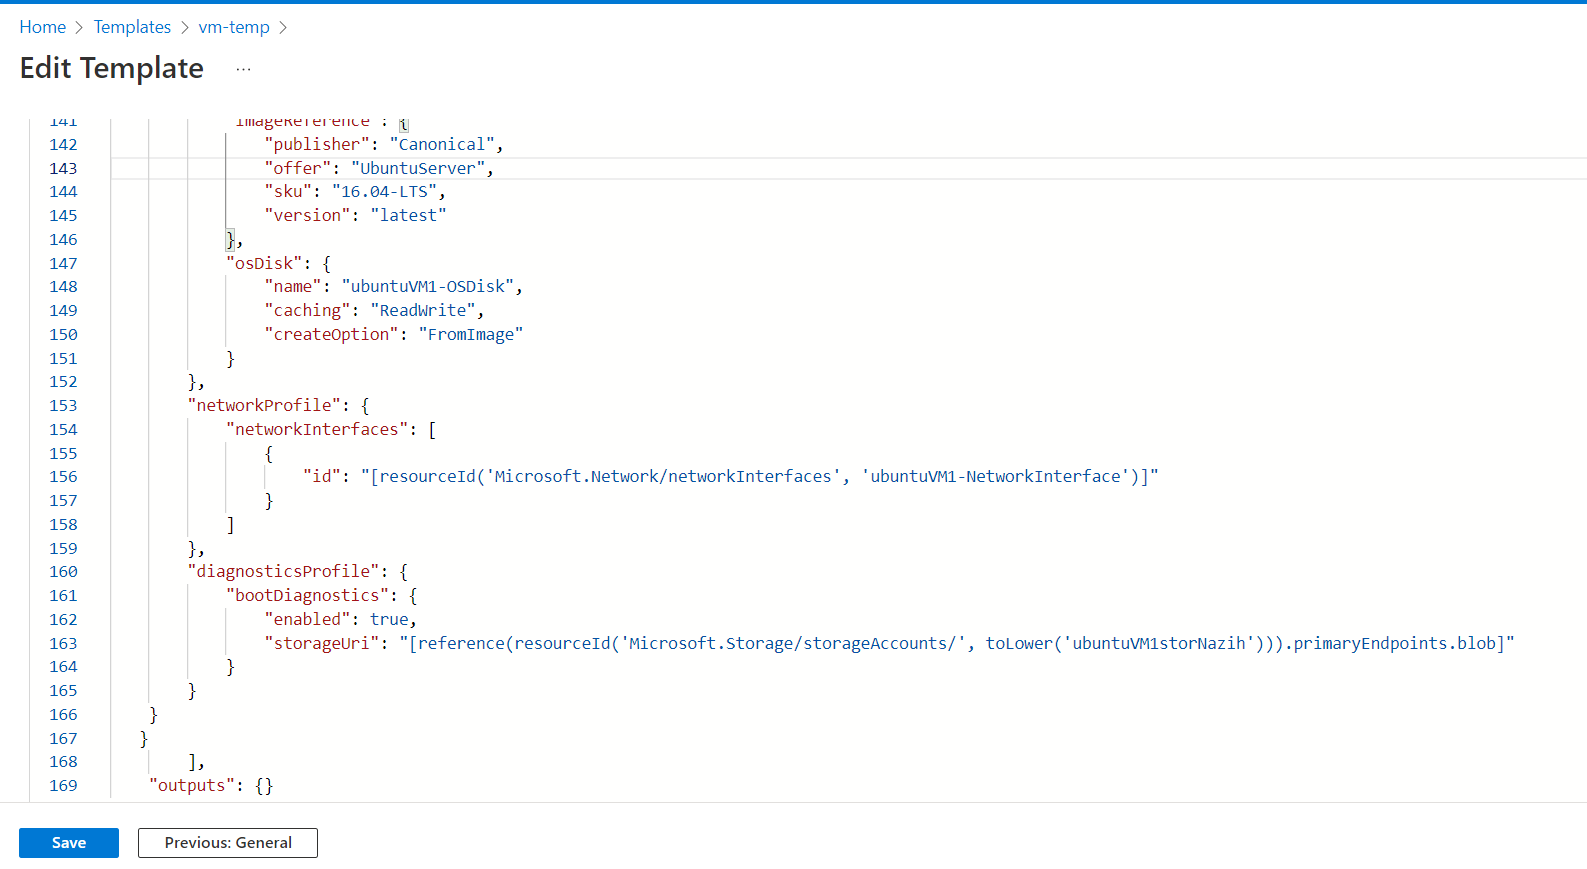 Home > Templates > vm-temp >
Edit Template ...
141 imageReference": {
142 "publisher": "Canonical",
143 "offer": "UbuntuServer",
144 "sku": "16.04-LTS",
145 "version": "latest"
146 },
147 "osDisk": {
148 "name": "ubuntuVM1-OSDisk",
149 "caching": "ReadWrite",
150 "createOption": "FromImage"
151 }
152 },
153 "networkProfile": {
154 "networkInterfaces": [
155 {
156 "id": "[resourceId('Microsoft.Network/networkInterfaces', 'ubuntuVM1-NetworkInterface')]"
157 }
158 ]
159 },
160 "diagnosticsProfile": {
161 "bootDiagnostics": {
162 "enabled": true,
163 "storageUri": "[reference(resourceId('Microsoft.Storage/storageAccounts/', toLower('ubuntuVM1storNazih'))).primaryEndpoints.blob]"
164 }
165 }
166 }
167 }
168 ],
169 "outputs": {}
Save
Previous: General